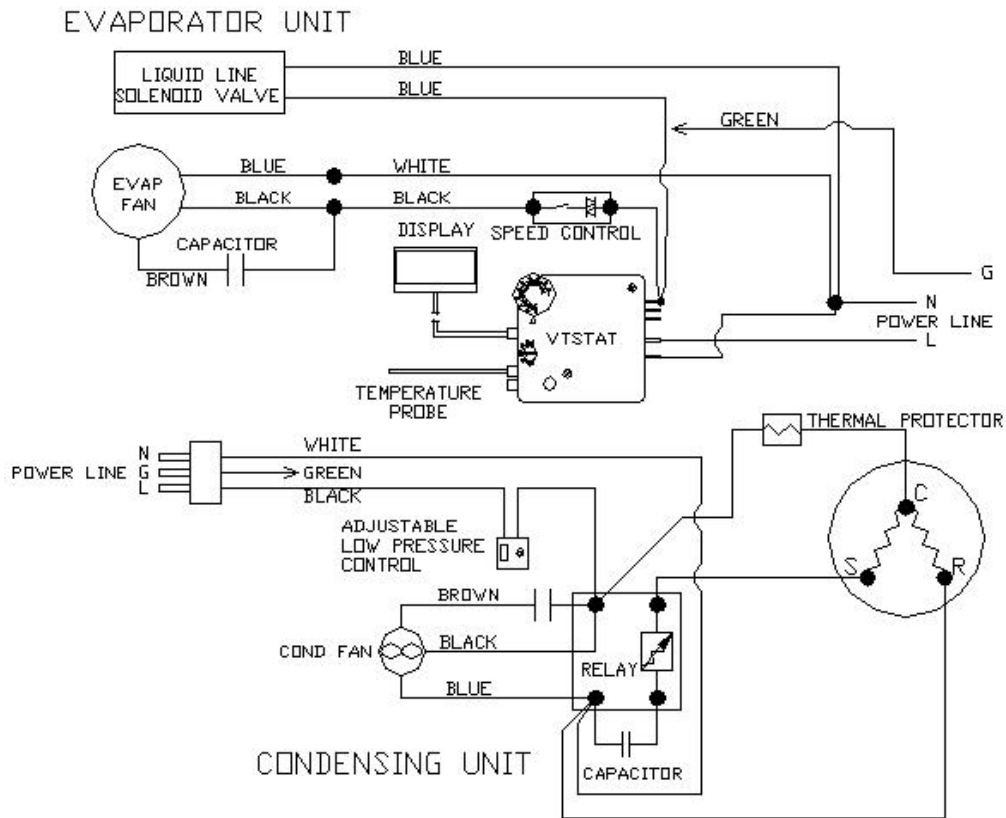 EVAPORATOR UNIT
BLUE
LIQUID LINE
SOLENOID VALVE
BLUE
GREEN
BLUE
WHITE
EVAP
FAN
BLACK
BLACK
CAPACITOR
DISPLAY
SPEED CONTROL
BROWN
G
N
POWER LINE
L
VTSTAT
TEMPERATURE
PROBE
THERMAL PROTECTOR
WHITE
N
POWER LINE G
GREEN
L
BLACK
C
ADJUSTABLE
LOW PRESSURE
CONTROL
S
R
BROWN
BLACK
COND FAN
RELAY
BLUE
CONDENSING UNIT
CAPACITOR